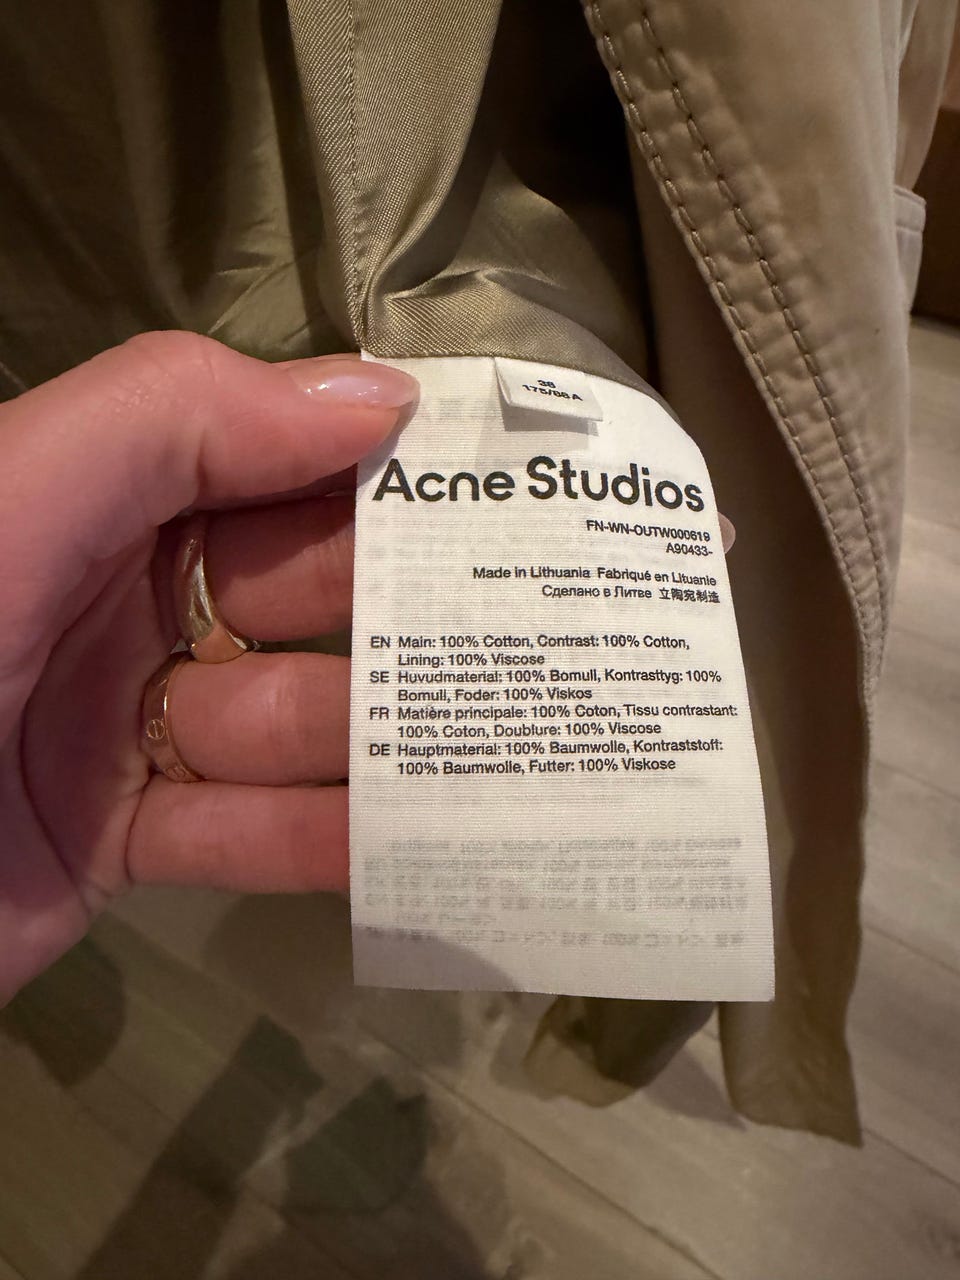 38
175/88A
Acne Studios
FN-WN-OUTW000619
A90433-
Made in Lithuania Fabriqué en Lituanie
Сделано в Литве 立陶宛制造
EN Main: 100% Cotton, Contrast: 100% Cotton,
Lining: 100% Viscose
SE Huvudmaterial: 100% Bomull, Kontrasttyg: 100%
Bomull, Foder: 100% Viskos
FR Matière principale: 100% Coton, Tissu contrastant:
100% Coton, Doublure: 100% Viscose
DE Hauptmaterial: 100% Baumwolle, Kontraststoff:
100% Baumwolle, Futter: 100% Viskose